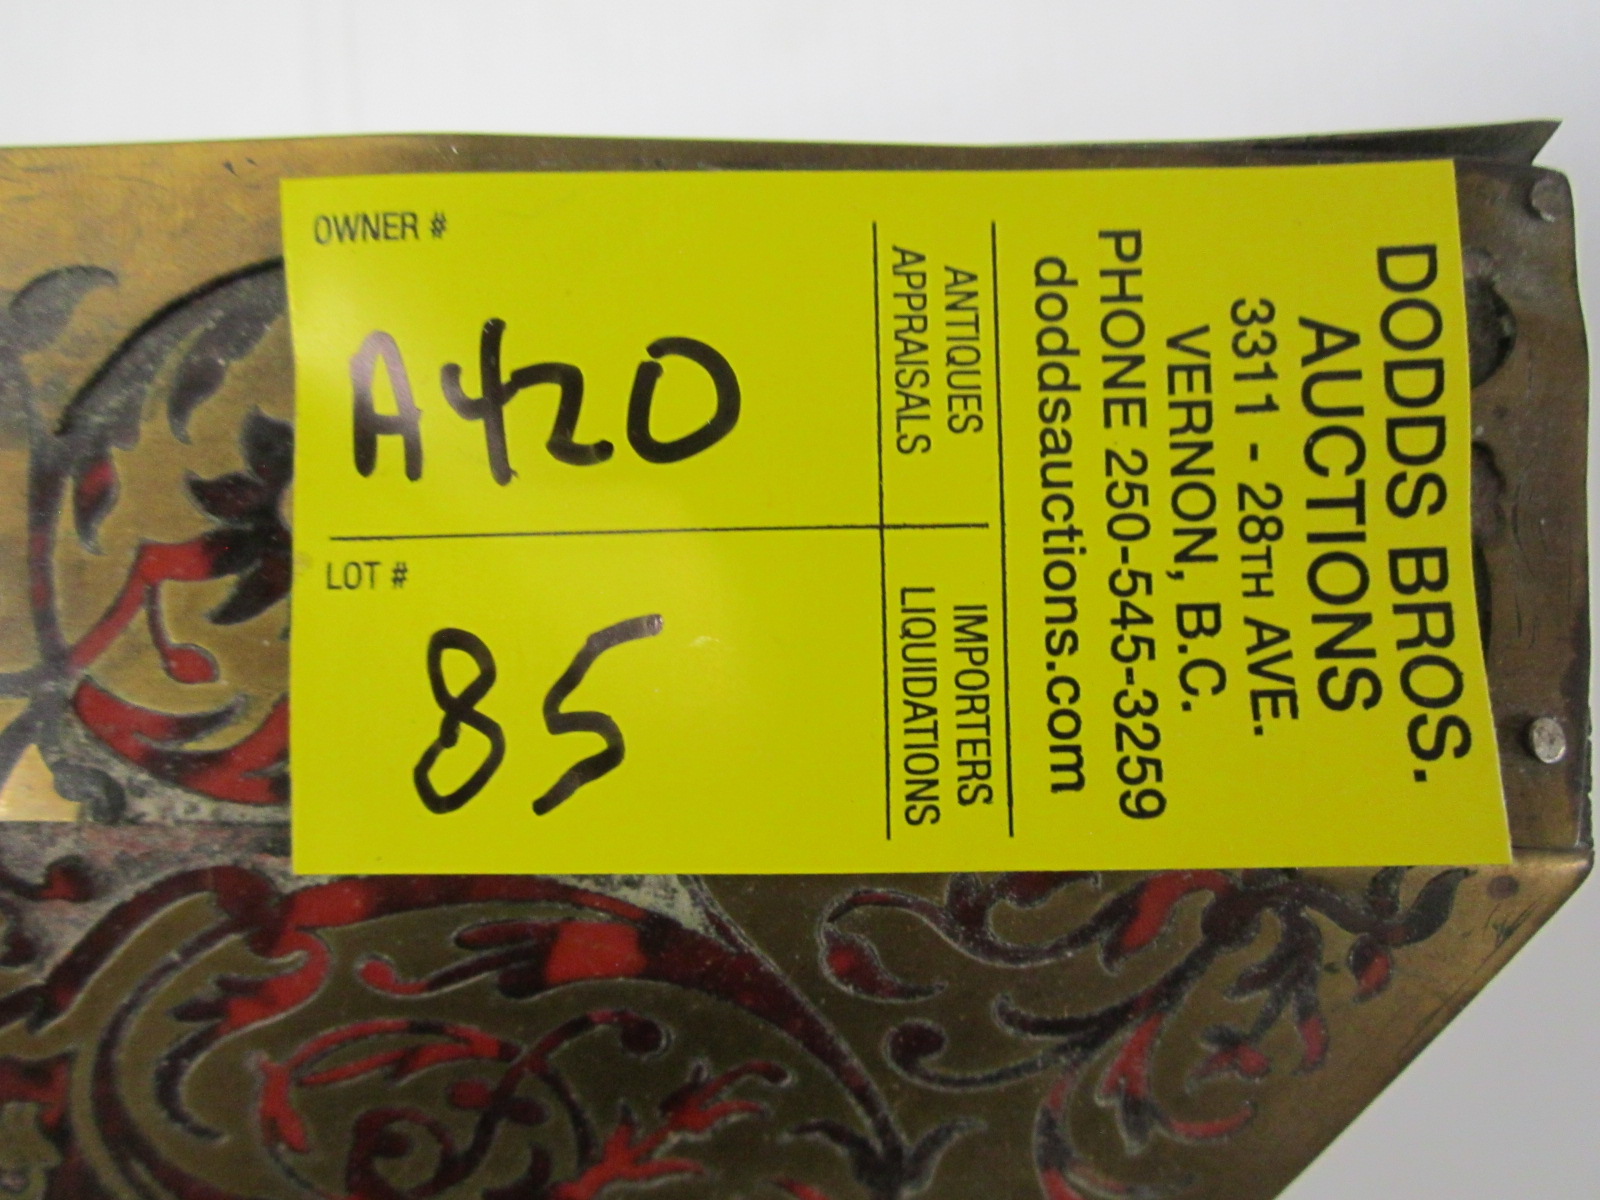 DODDS BROS.
AUCTIONS
3311 - 28TH AVE.
VERNON, B.C.
PHONE 250-545-3259
doddsauctions.com
ANTIQUES
APPRAISALS
IMPORTERS
LIQUIDATIONS
OWNER #
A420
LOT #
85